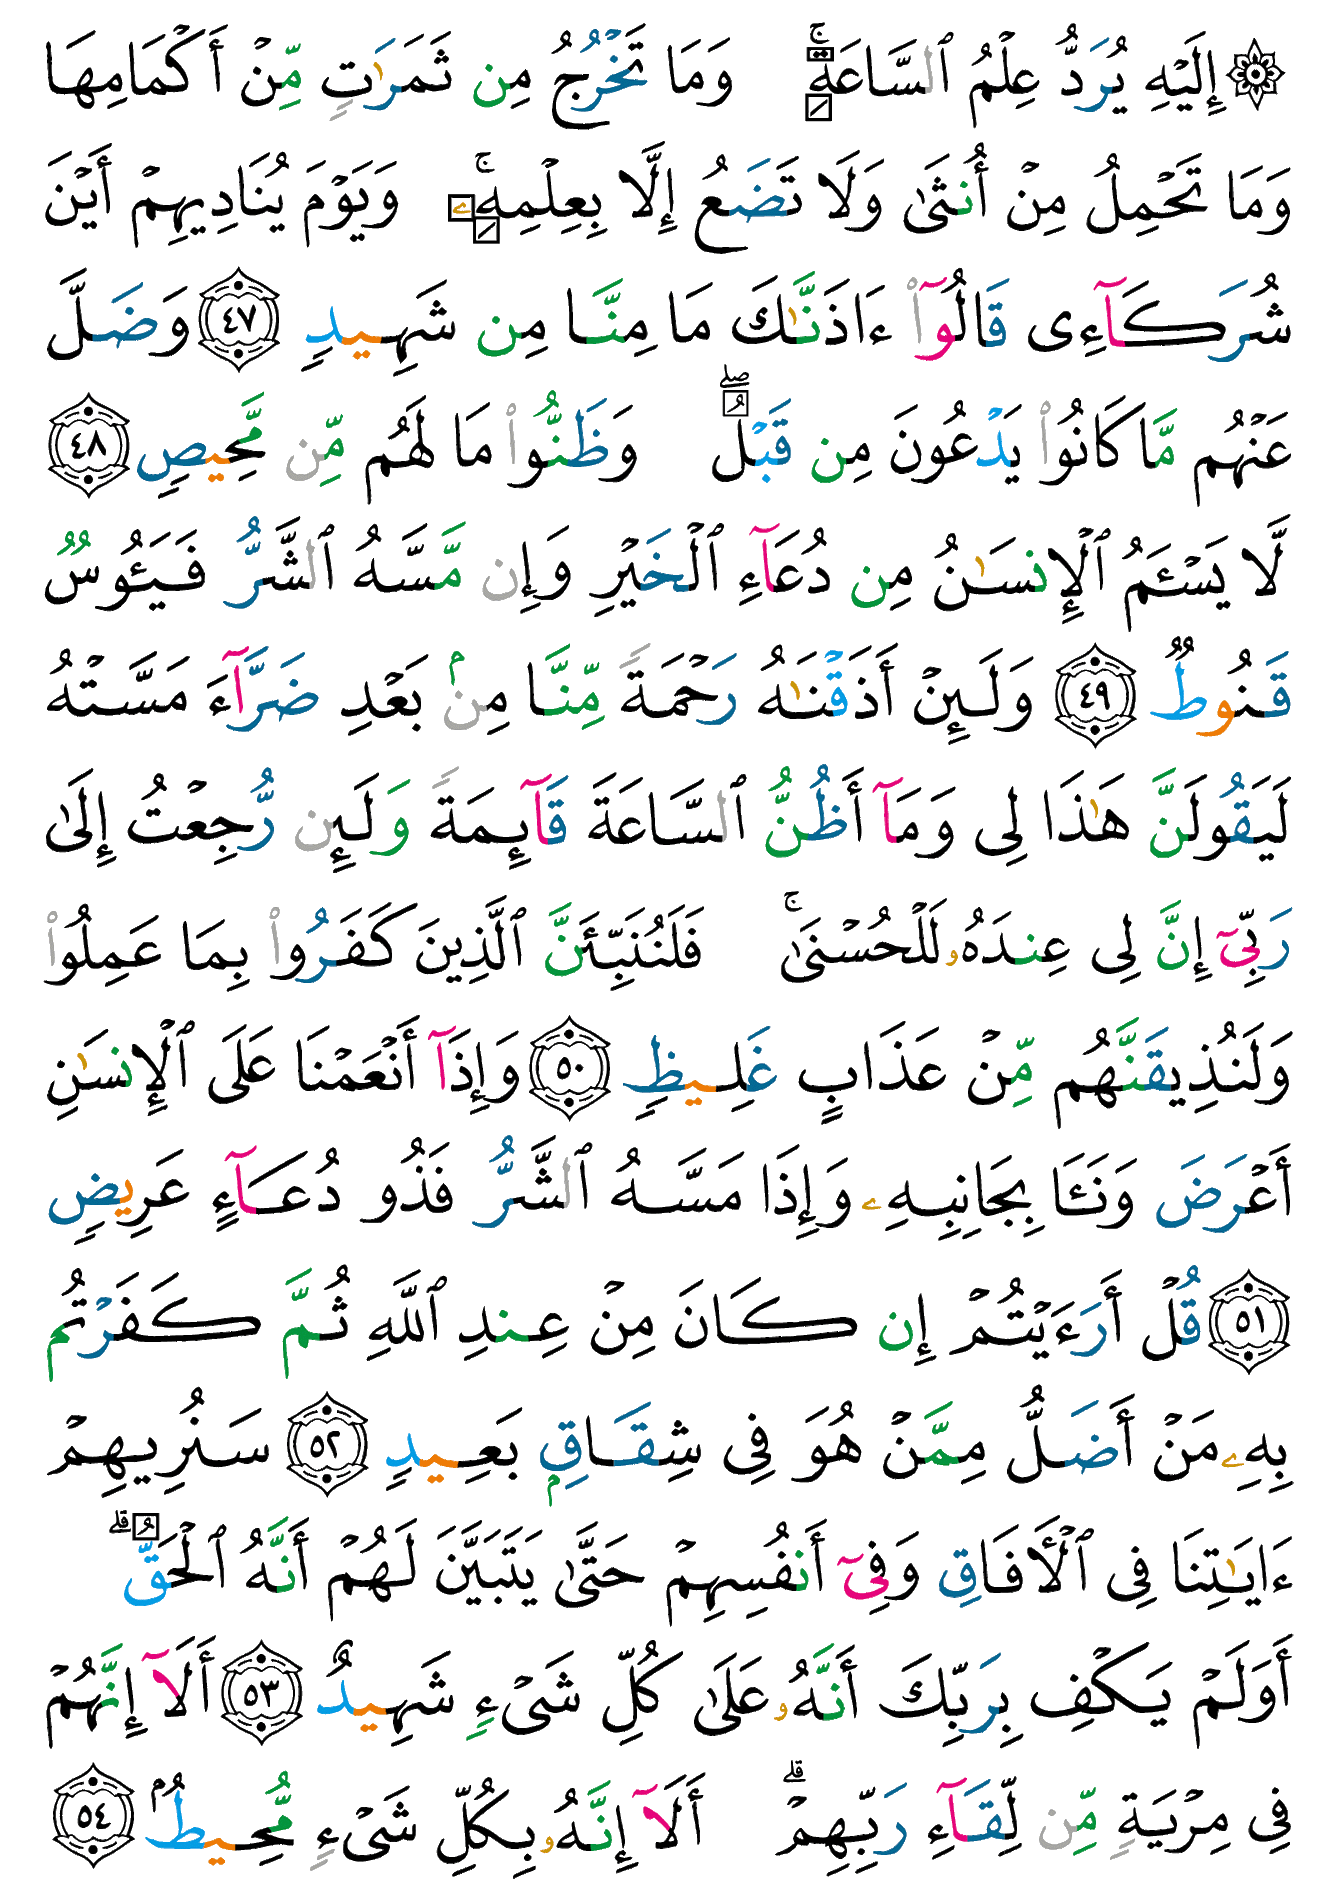 ۞ إِلَيْهِ يُرَدُّ عِلْمُ ٱلسَّاعَةِ ۚ وَمَا تَخْرُجُ مِن ثَمَرَٰتٍ مِّنْ أَكْمَامِهَا
وَمَا تَحْمِلُ مِنْ أُنثَىٰ وَلَا تَضَعُ إِلَّا بِعِلْمِهِۦ ۚ وَيَوْمَ يُنَادِيهِمْ أَيْنَ
شُرَكَآءِى قَالُوٓا۟ ءَاذَنَّـٰكَ مَا مِنَّا مِن شَهِيدٍ ٤٧ وَضَلَّ
عَنْهُم مَّا كَانُوا۟ يَدْعُونَ مِن قَبْلُ ۖ وَظَنُّوا۟ مَا لَهُم مِّن مَّحِيصٍ ٤٨
لَّا يَسْـَٔمُ ٱلْإِنسَـٰنُ مِن دُعَآءِ ٱلْخَيْرِ وَإِن مَّسَّهُ ٱلشَّرُّ فَيَـُٔوسٌ
قَنُوطٌ ٤٩ وَلَئِنْ أَذَقْنَـٰهُ رَحْمَةً مِّنَّا مِنۢ بَعْدِ ضَرَّآءَ مَسَّتْهُ
لَيَقُولَنَّ هَـٰذَا لِى وَمَآ أَظُنُّ ٱلسَّاعَةَ قَآئِمَةً وَلَئِن رُّجِعْتُ إِلَىٰ
رَبِّىٓ إِنَّ لِى عِندَهُۥ لَلْحُسْنَىٰ ۚ فَلَنُنَبِّئَنَّ ٱلَّذِينَ كَفَرُوا۟ بِمَا عَمِلُوا۟
وَلَنُذِيقَنَّهُم مِّنْ عَذَابٍ غَلِيظٍ ٥٠ وَإِذَآ أَنْعَمْنَا عَلَى ٱلْإِنسَـٰنِ
أَعْرَضَ وَنَـَٔا بِجَانِبِهِۦ وَإِذَا مَسَّهُ ٱلشَّرُّ فَذُو دُعَآءٍ عَرِيضٍ
٥١ قُلْ أَرَءَيْتُمْ إِن كَانَ مِنْ عِندِ ٱللَّهِ ثُمَّ كَفَرْتُم
بِهِۦ مَنْ أَضَلُّ مِمَّنْ هُوَ فِى شِقَاقٍۭ بَعِيدٍ ٥٢ سَنُرِيهِمْ
ءَايَـٰتِنَا فِى ٱلْـَٔافَاقِ وَفِىٓ أَنفُسِهِمْ حَتَّىٰ يَتَبَيَّنَ لَهُمْ أَنَّهُ ٱلْحَقُّ ۗ
أَوَلَمْ يَكْفِ بِرَبِّكَ أَنَّهُۥ عَلَىٰ كُلِّ شَىْءٍ شَهِيدٌ ٥٣ أَلَآ إِنَّهُمْ
فِى مِرْيَةٍ مِّن لِّقَآءِ رَبِّهِمْ ۗ أَلَآ إِنَّهُۥ بِكُلِّ شَىْءٍ مُّحِيطٌۢ ٥٤